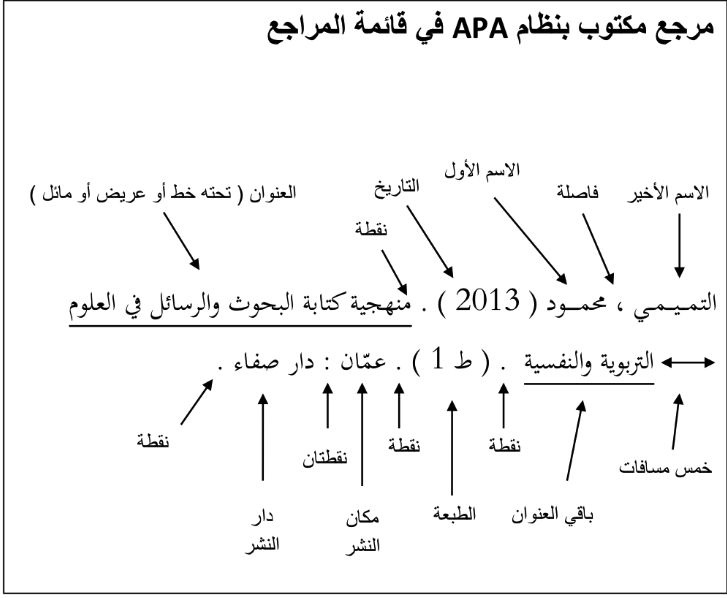 مرجع مكتوب بنظام APA في قائمة المراجع
الاسم الأخير
فاصلة
الاسم الأول
التاريخ
نقطة
العنوان ( تحته خط أو عريض أو مائل )
التميمي ، محمود ( 2013 ) . منهجية كتابة البحوث والرسائل في العلوم
التربوية والنفسية . ( ط 1 ) . عمّان : دار صفاء .
خمس مسافات
باقي العنوان
نقطة
الطبعة
نقطة
مكان
النشر
نقطتان
دار
النشر
نقطة